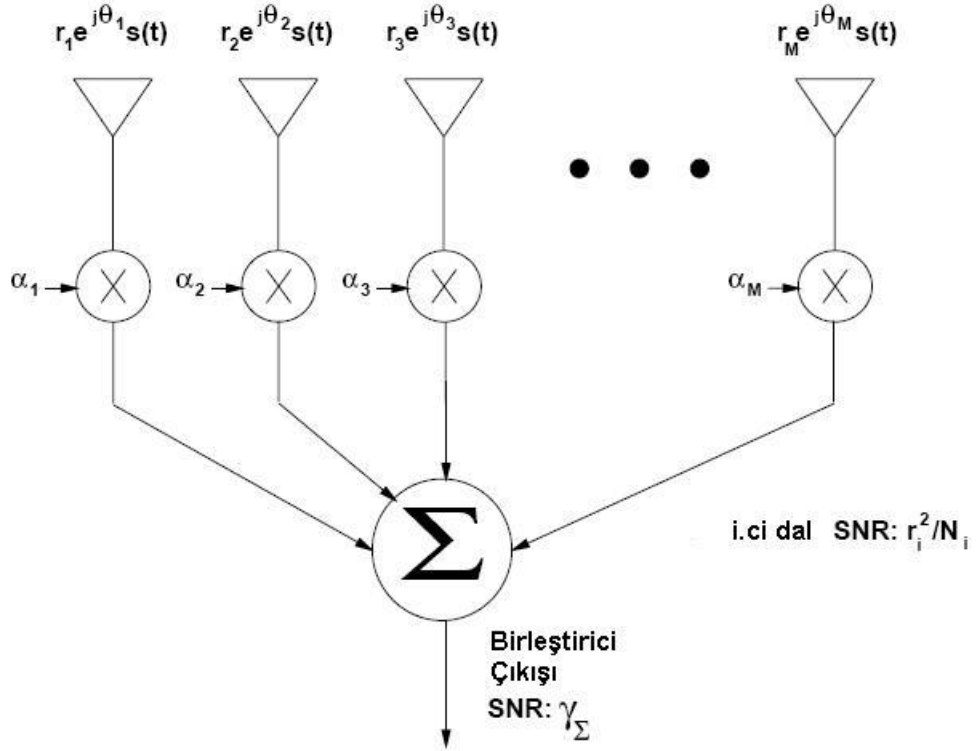 r₁e^{jθ₁}s(t) r₂e^{jθ₂}s(t) r₃e^{jθ₃}s(t) r_M e^{jθ_M}s(t)
α₁ α₂ α₃ α_M
Σ
i.ci dal SNR: r_i²/N_i
Birleştirici
Çıkışı
SNR: γ_Σ